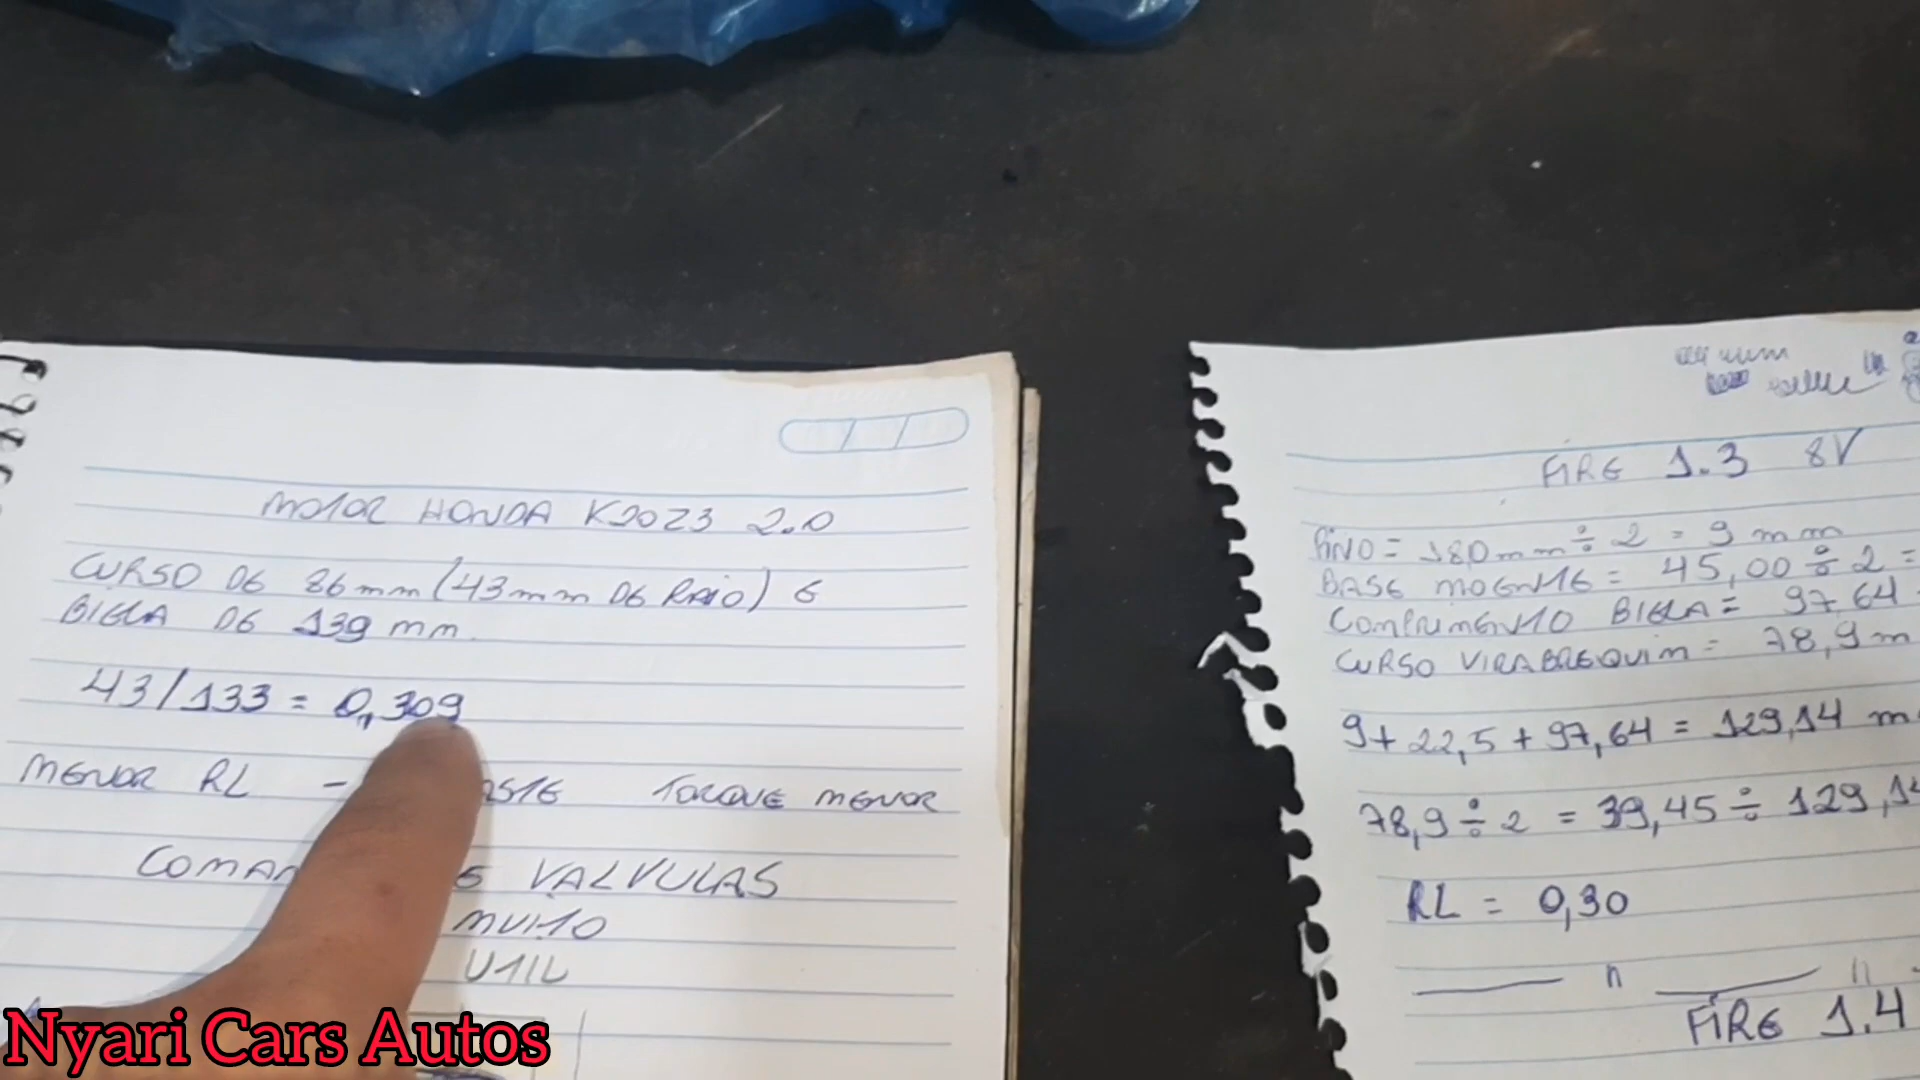 MOTOR HONDA K20Z3 2.0
CURSO DE 86mm (43mm DE RAIO) E
BIELA DE 139 mm.
43/139 = 0,309
MENOR RL - TORQUE MENOR
VALVULAS
MUITO
UTIL
FIRE 1.3 8V
PINO = 18,0mm ÷ 2 = 9 mm
BASE MOENTE = 45,00 ÷ 2 =
COMPRIMENTO BIELA = 97,64
CURSO VIRABREQUIM = 78,9 m
9 + 22,5 + 97,64 = 129,14 m
78,9 ÷ 2 = 39,45 ÷ 129,14
RL = 0,30
FIRE 1.4
Nyari Cars Autos